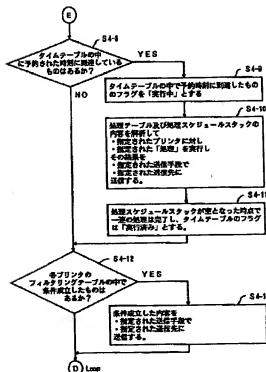 E
S4-8
タイムテーブルの中
に予約された時刻に到達している
ものはあるか?
YES
NO
S4-9
タイムテーブルの中で予約時刻に到達したもの
のフラグを「実行中」とする
S4-10
処理テーブル及び処理スケジュールスタックの
内容を解析して
・指定されたプリンタに対し
・指定された「処理」を実行し
その結果を
・指定された送信手段で
・指定された送信先に
送信する。
S4-11
処理スケジュールスタックが空となった時点で
一連の処理は完了し、タイムテーブルのフラグ
は「実行済み」とする。
S4-12
各プリンタの
フィルタリングテーブルの中で
条件成立したものは
あるか?
YES
NO
S4-1
条件成立した内容を
・指定された送信手段で
・指定された送信先に
送信する。
D Loop